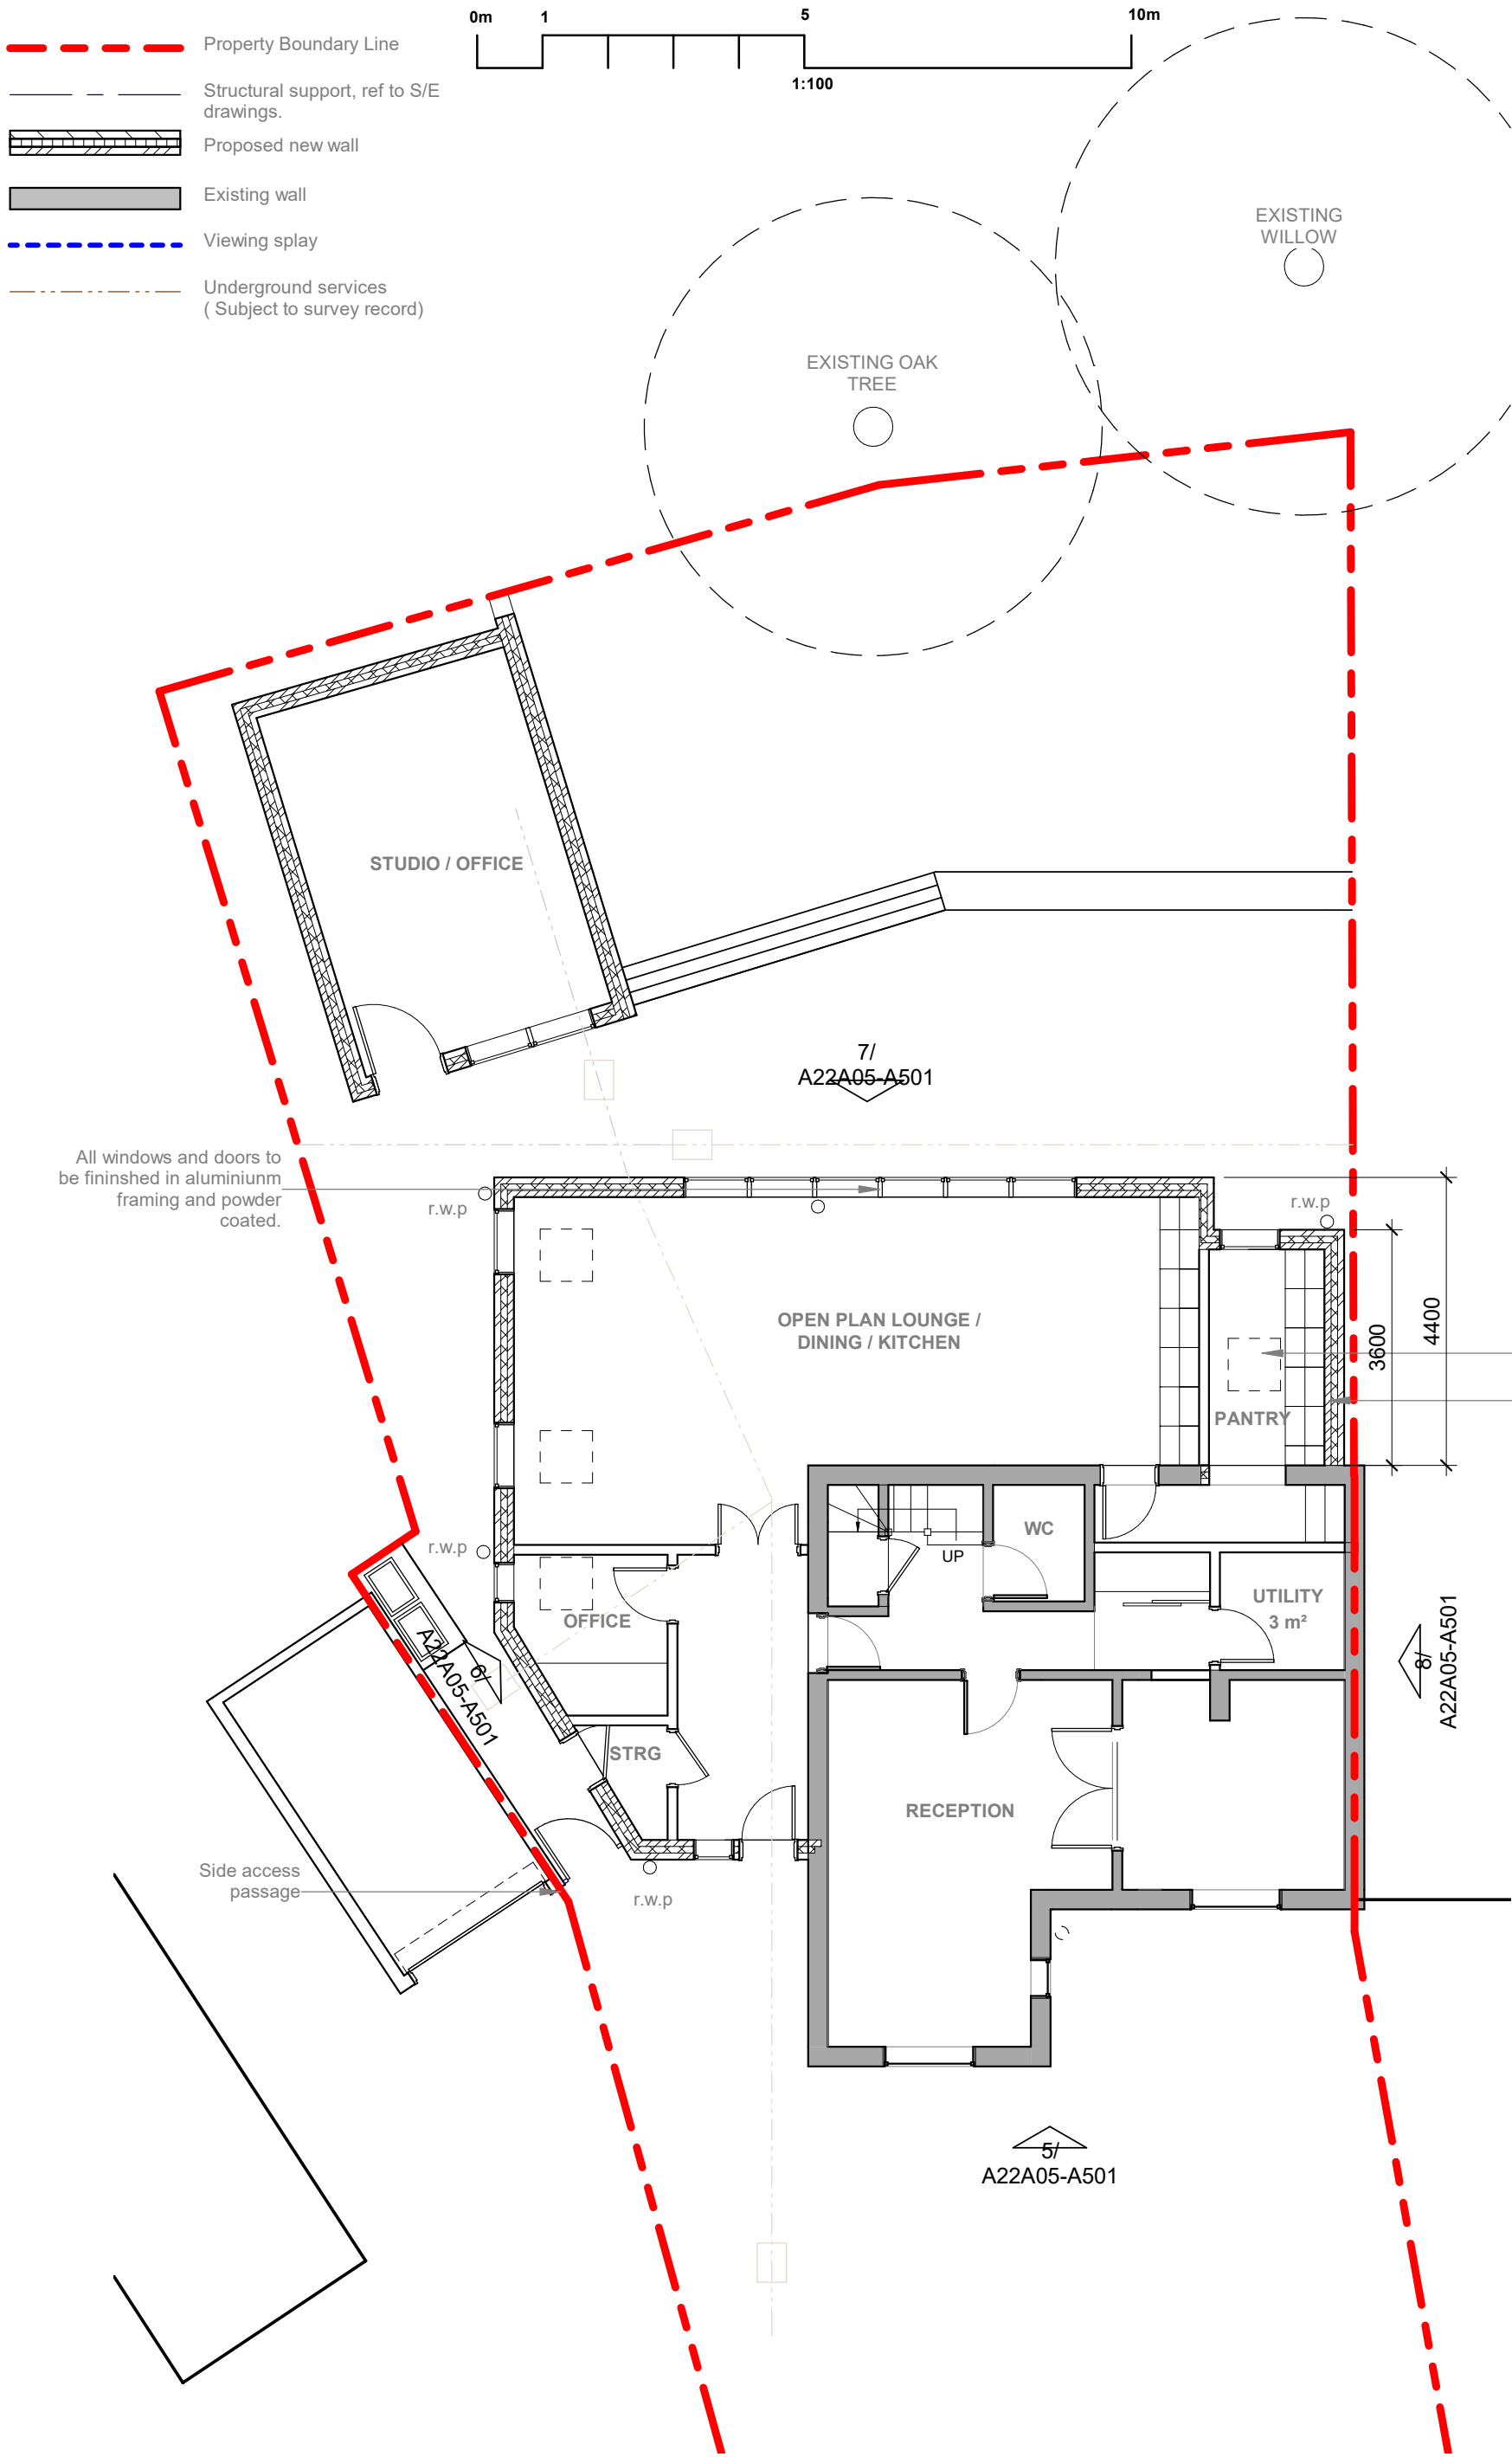 0m
1
5
10m
1:100
Property Boundary Line
Structural support, ref to S/E
drawings.
Proposed new wall
Existing wall
Viewing splay
Underground services
( Subject to survey record)
EXISTING
WILLOW
EXISTING OAK
TREE
STUDIO / OFFICE
7/
A22A05-A501
All windows and doors to
be fininshed in aluminiunm
framing and powder
coated.
r.w.p
r.w.p
OPEN PLAN LOUNGE /
DINING / KITCHEN
3600
4400
PANTRY
r.w.p
WC
UP
OFFICE
UTILITY
3 m²
6/
A22A05-A501
8/
A22A05-A501
STRG
RECEPTION
Side access
passage
r.w.p
5/
A22A05-A501